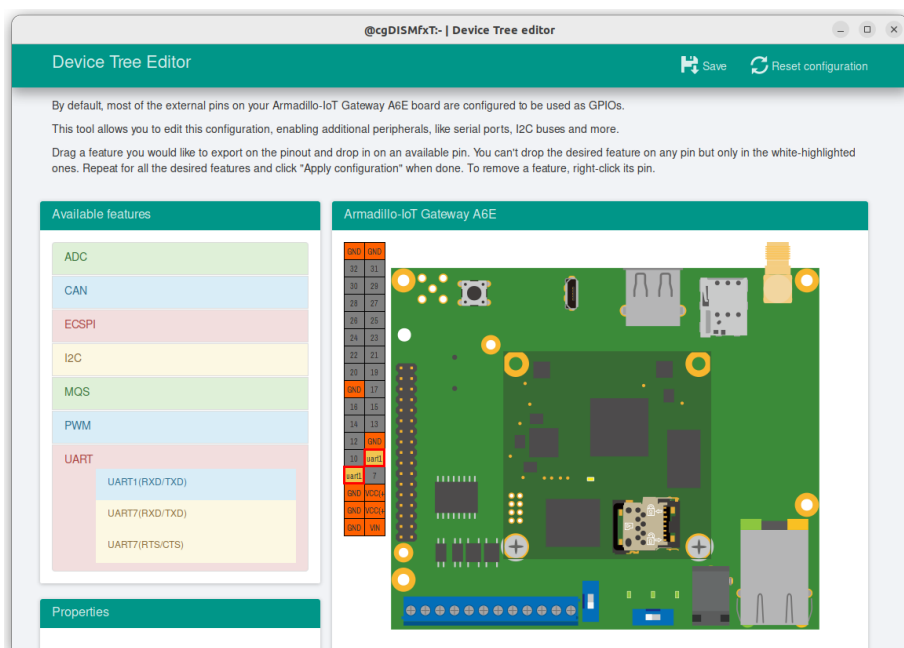 @cgDISMfxT:~ | Device Tree editor
Device Tree Editor
Save
Reset configuration
By default, most of the external pins on your Armadillo-IoT Gateway A6E board are configured to be used as GPIOs.
This tool allows you to edit this configuration, enabling additional peripherals, like serial ports, I2C buses and more.
Drag a feature you would like to export on the pinout and drop in on an available pin. You can't drop the desired feature on any pin but only in the white-highlighted
ones. Repeat for all the desired features and click "Apply configuration" when done. To remove a feature, right-click its pin.
Available features
Armadillo-IoT Gateway A6E
ADC
CAN
ECSPI
I2C
MQS
PWM
UART
UART1(RXD/TXD)
UART7(RXD/TXD)
UART7(RTS/CTS)
Properties
GND GND
32 31
30 29
28 27
26 25
24 23
22 21
20 19
GND 17
16 15
14 13
12 GND
10 uart1
uart1 7
GND VCC(+
GND VCC(+
GND VIN